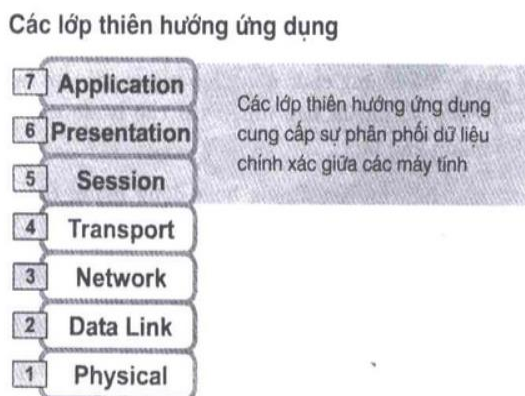 Các lớp thiên hướng ứng dụng
7 Application
6 Presentation
5 Session
4 Transport
3 Network
2 Data Link
1 Physical
Các lớp thiên hướng ứng dụng
cung cấp sự phân phối dữ liệu
chính xác giữa các máy tính